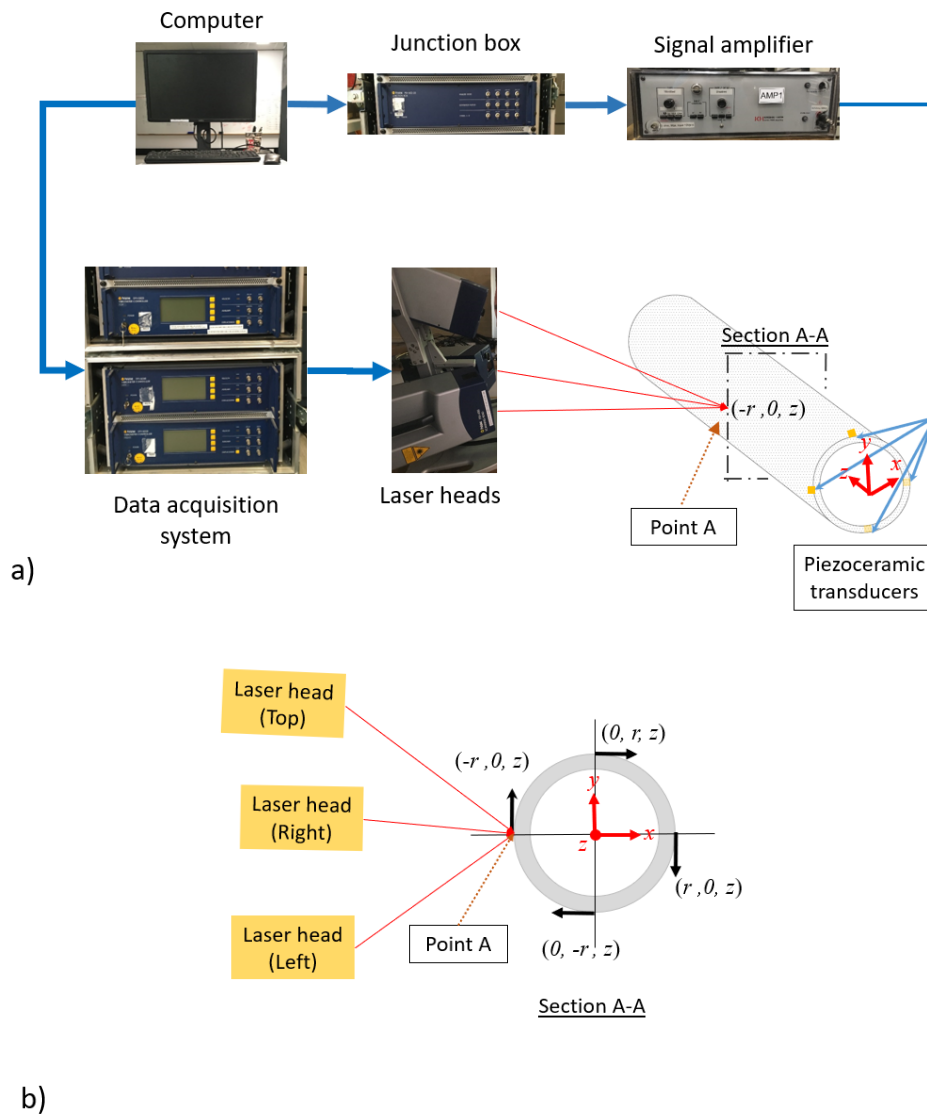 Computer
Junction box
Signal amplifier
AMP1
Section A-A
(-r ,0, z)
y
x
z
Data acquisition
system
Laser heads
Point A
Piezoceramic
transducers
a)
Laser head
(Top)
(0, r, z)
(-r ,0, z)
Laser head
(Right)
y
x
z
(r ,0, z)
Laser head
(Left)
Point A
(0, -r , z)
Section A-A
b)